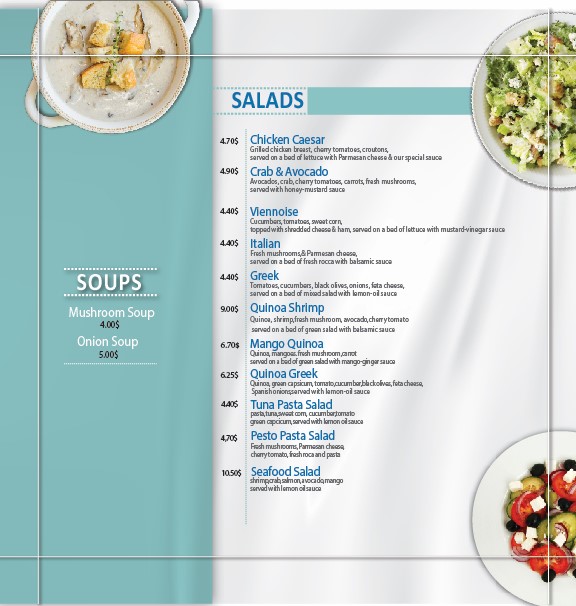 SALADS
4.70$ Chicken Caesar
Grilled chicken breast, cherry tomatoes, croutons,
served on a bed of lettuce with Parmesan cheese & our special sauce
4.90$ Crab & Avocado
Avocados, crab, cherry tomatoes, carrots, fresh mushrooms,
served with honey-mustard sauce
4.40$ Viennoise
Cucumbers, tomatoes, sweet corn,
topped with shredded cheese & ham, served on a bed of lettuce with mustard-vinegar sauce
4.40$ Italian
Fresh mushrooms,& Parmesan cheese,
served on a bed of fresh rocca with balsamic sauce
4.40$ Greek
Tomatoes, cucumbers, black olives, onions, feta cheese,
served on a bed of mixed salad with lemon-oil sauce
9.00$ Quinoa Shrimp
Quinoa, shrimp,fresh mushroom, avocado,cherry tomato
served on a bed of green salad with balsamic sauce
6.70$ Mango Quinoa
Quinoa, mangoes.fresh mushroom,carrot
served on a bed of green salad with mango-ginger sauce
6.25$ Quinoa Greek
Quinoa, green capsicum, tomato,cucumber,blackolives, feta cheese,
Spanish onions,served with lemon-oil sauce
4.40$ Tuna Pasta Salad
pasta,tuna,sweet corn, cucumber,tomato
green capcicum,served with lemon oil sauce
4,70$ Pesto Pasta Salad
Fresh mushrooms, Parmesan cheese,
cherry tomato, fresh roca and pasta
10.50$ Seafood Salad
shrimp,crab,salmon,avocado,mango
served with lemon oil sauce
SOUPS
Mushroom Soup
4.00$
Onion Soup
5.00$